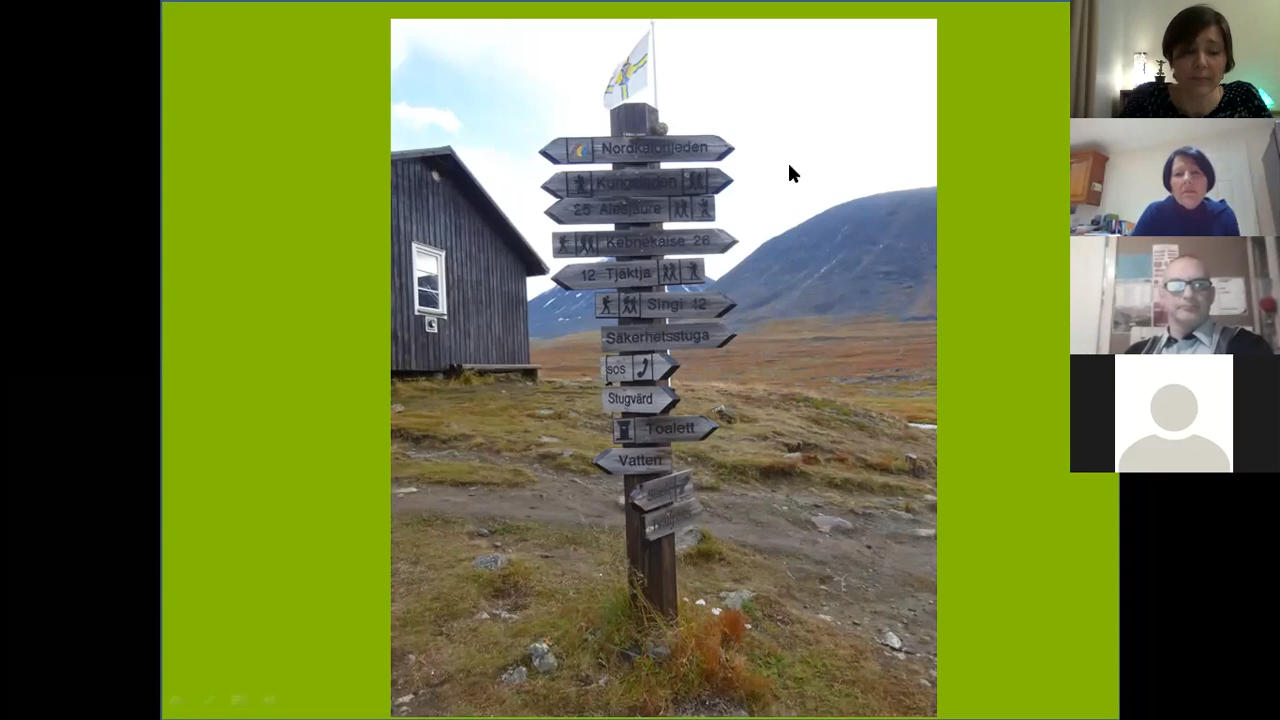 Nordkalottleden
Kungsleden
25 Alesjaure
Kebnekaise 26
12 Tjäktja
Singi 12
Säkerhetsstuga
sos
Stugvärd
Toalett
Vatten